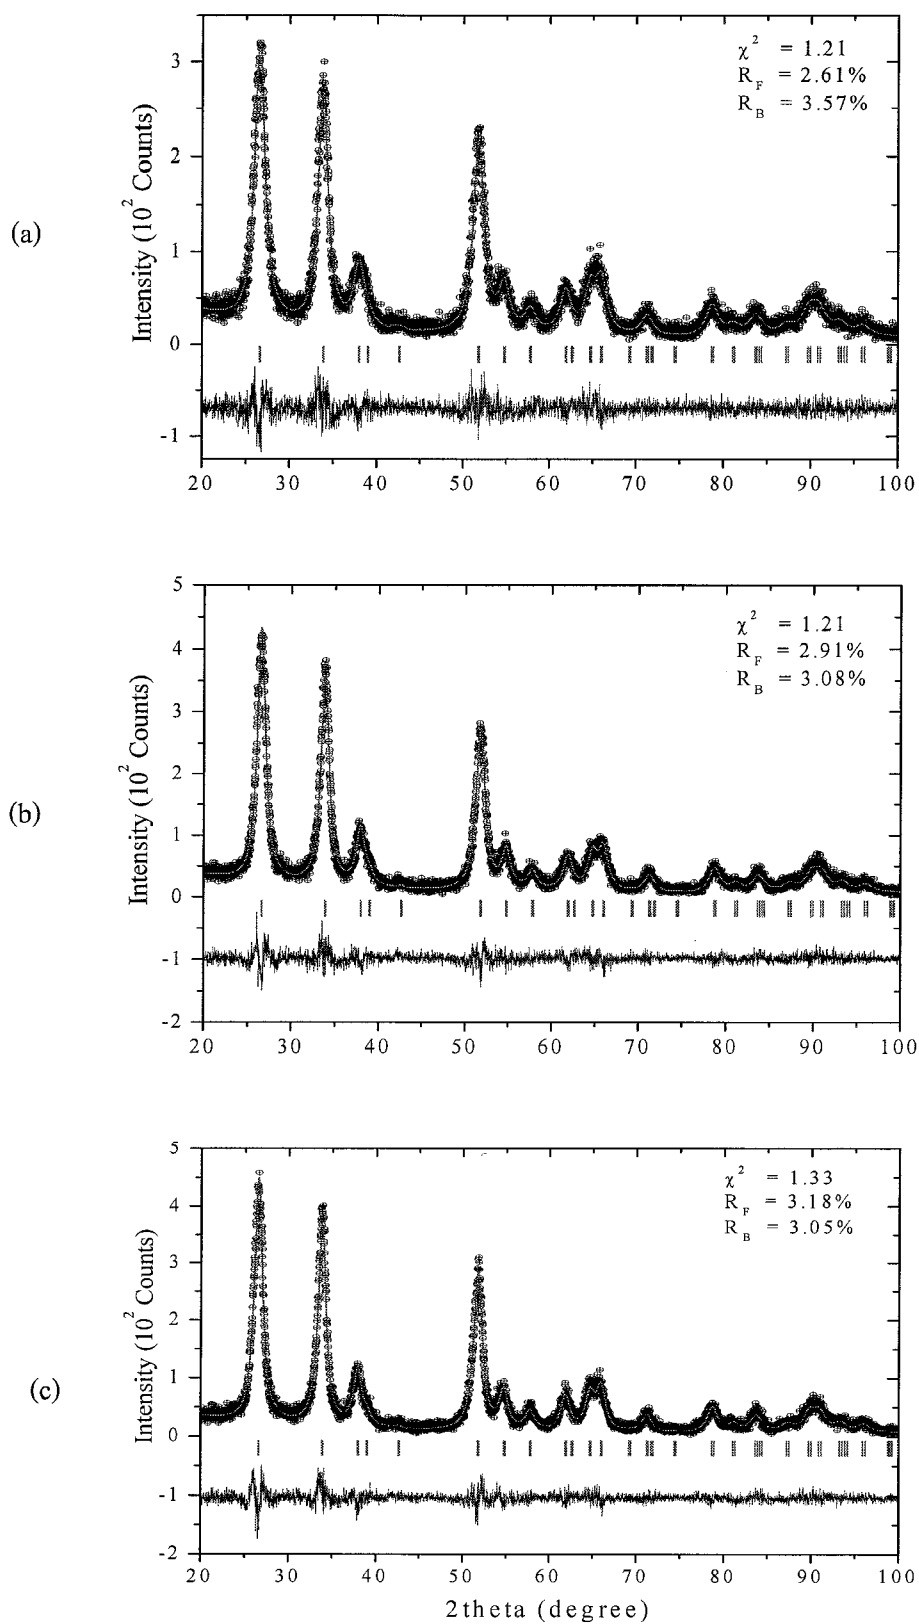 (a)
Intensity (10² Counts)
3
2
1
0
-1
χ² = 1.21
R_F = 2.61%
R_B = 3.57%
20 30 40 50 60 70 80 90 100
(b)
Intensity (10² Counts)
5
4
3
2
1
0
-1
-2
χ² = 1.21
R_F = 2.91%
R_B = 3.08%
20 30 40 50 60 70 80 90 100
(c)
Intensity (10² Counts)
5
4
3
2
1
0
-1
-2
χ² = 1.33
R_F = 3.18%
R_B = 3.05%
20 30 40 50 60 70 80 90 100
2theta (degree)